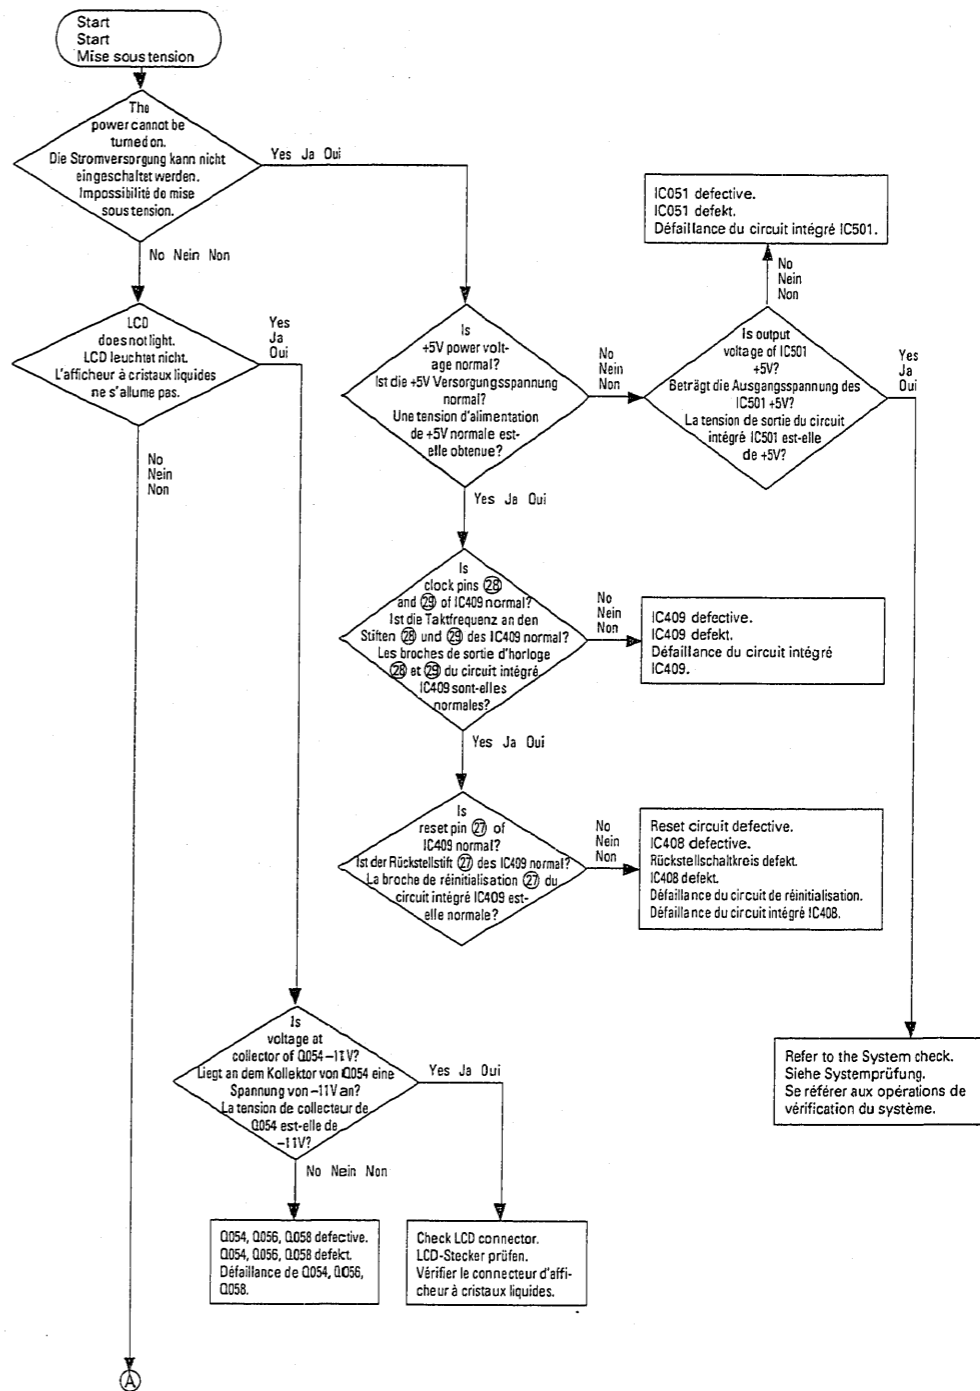 Start
Start
Mise sous tension
The
power cannot be
turned on.
Die Stromversorgung kann nicht
eingeschaltet werden.
Impossibilité de mise
sous tension.
Yes Ja Oui
No Nein Non
LCD
does not light.
LCD leuchtet nicht.
L'afficheur à cristaux liquides
ne s'allume pas.
Yes
Ja
Oui
No
Nein
Non
Is
+5V power volt-
age normal?
Ist die +5V Versorgungsspannung
normal?
Une tension d'alimentation
de +5V normale est-
elle obtenue?
No
Nein
Non
Yes Ja Oui
IC051 defective.
IC051 defekt.
Défaillance du circuit intégré IC501.
No
Nein
Non
Is output
voltage of IC501
+5V?
Beträgt die Ausgangsspannung des
IC501 +5V?
La tension de sortie du circuit
intégré IC501 est-elle
de +5V?
Yes
Ja
Oui
Is
clock pins ㉘
and ㉙ of IC409 normal?
Ist die Taktfrequenz an den
Stiften ㉘ und ㉙ des IC409 normal?
Les broches de sortie d'horloge
㉘ et ㉙ du circuit intégré
IC409 sont-elles
normales?
No
Nein
Non
IC409 defective.
IC409 defekt.
Défaillance du circuit intégré
IC409.
Yes Ja Oui
Is
reset pin ㉗ of
IC409 normal?
Ist der Rückstellstift ㉗ des IC409 normal?
La broche de réinitialisation ㉗ du
circuit intégré IC409 est-
elle normale?
No
Nein
Non
Reset circuit defective.
IC408 defective.
Rückstellschaltkreis defekt.
IC408 defekt.
Défaillance du circuit de réinitialisation.
Défaillance du circuit intégré IC408.
Is
voltage at
collector of Q054 –11V?
Liegt an dem Kollektor von Q054 eine
Spannung von –11V an?
La tension de collecteur de
Q054 est-elle de
–11V?
Yes Ja Oui
No Nein Non
Refer to the System check.
Siehe Systemprüfung.
Se référer aux opérations de
vérification du système.
Q054, Q056, Q058 defective.
Q054, Q056, Q058 defekt.
Défaillance de Q054, Q056,
Q058.
Check LCD connector.
LCD-Stecker prüfen.
Vérifier le connecteur d'affi-
cheur à cristaux liquides.
A